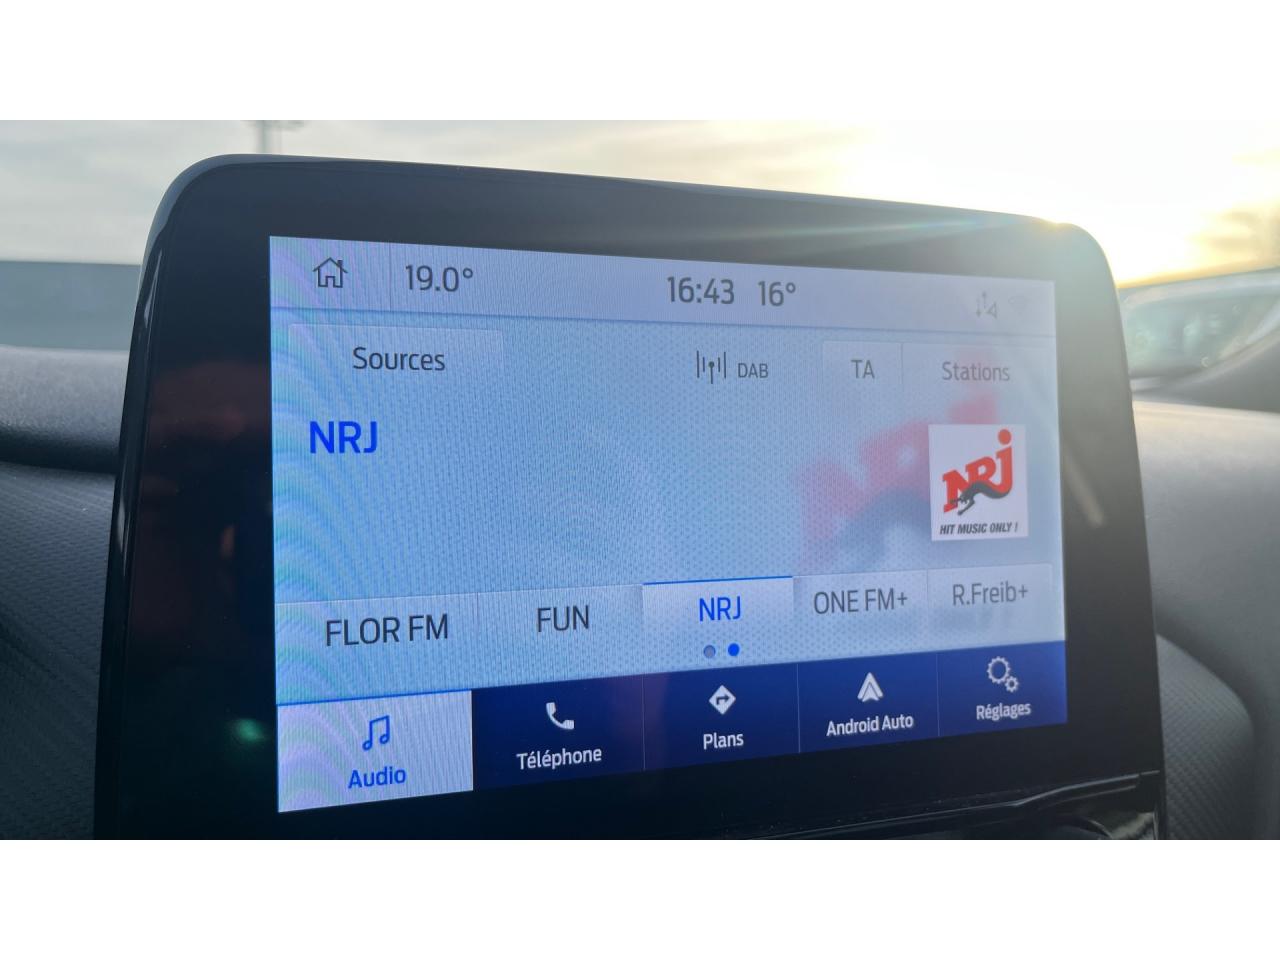 19.0° 16:43 16°
Sources DAB TA Stations
NRJ
NRJ
HIT MUSIC ONLY !
FLOR FM FUN NRJ ONE FM+ R.Freib+
Audio Téléphone Plans Android Auto Réglages